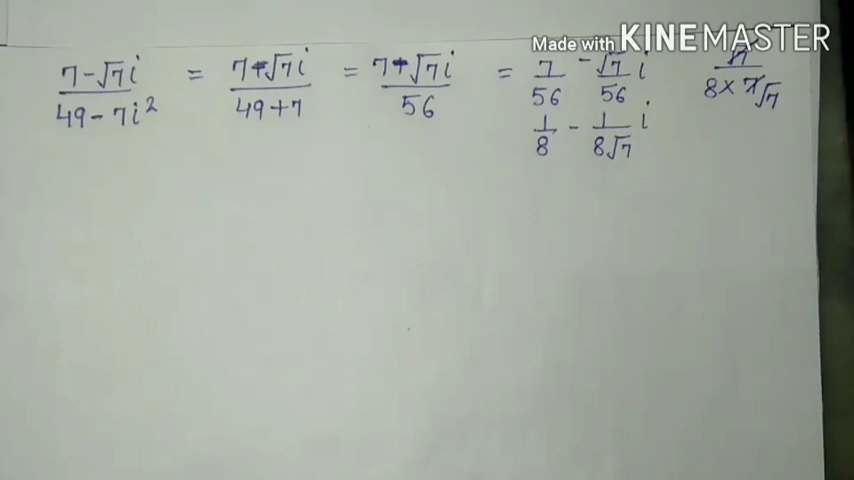 Made with KINEMASTER
7-√7i / 49-7i² = 7-√7i / 49+7 = 7-√7i / 56 = 7/56 - √7/56 i √7 / 8×7√7
1/8 - 1/8√7 i